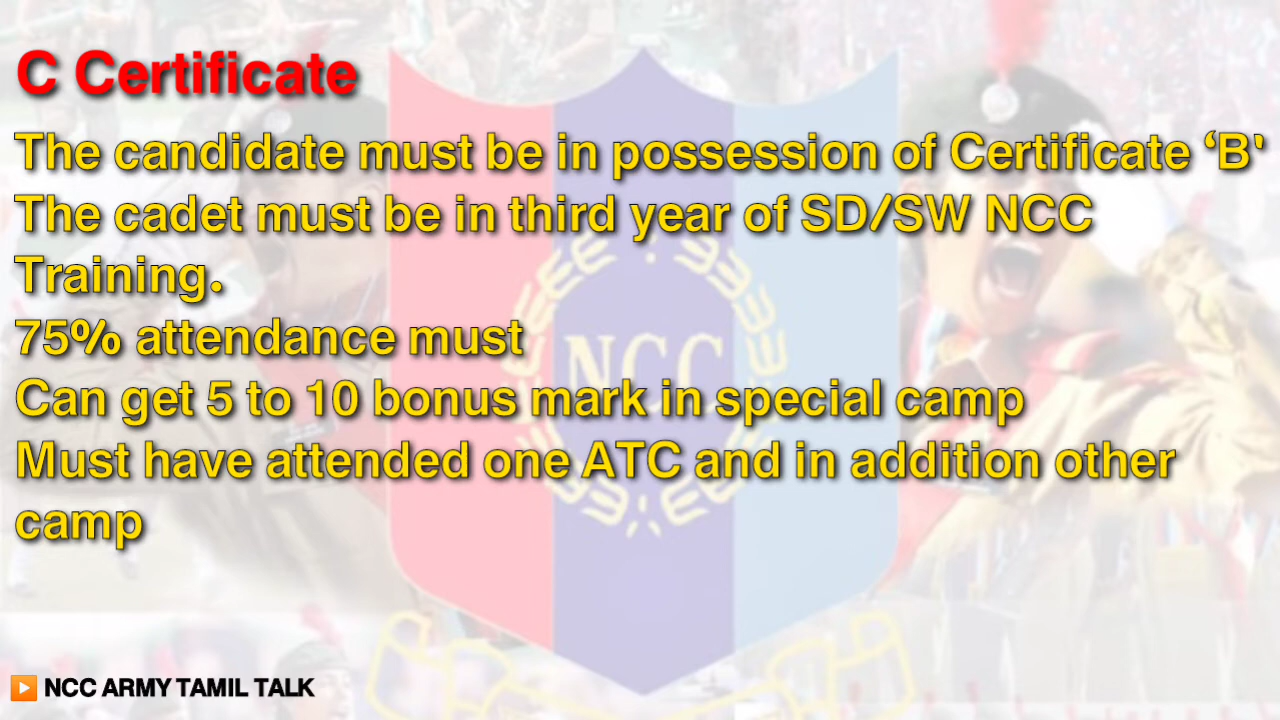 C Certificate
The candidate must be in possession of Certificate ‘B'
The cadet must be in third year of SD/SW NCC
Training.
75% attendance must
Can get 5 to 10 bonus mark in special camp
Must have attended one ATC and in addition other
camp
NCC
NCC ARMY TAMIL TALK